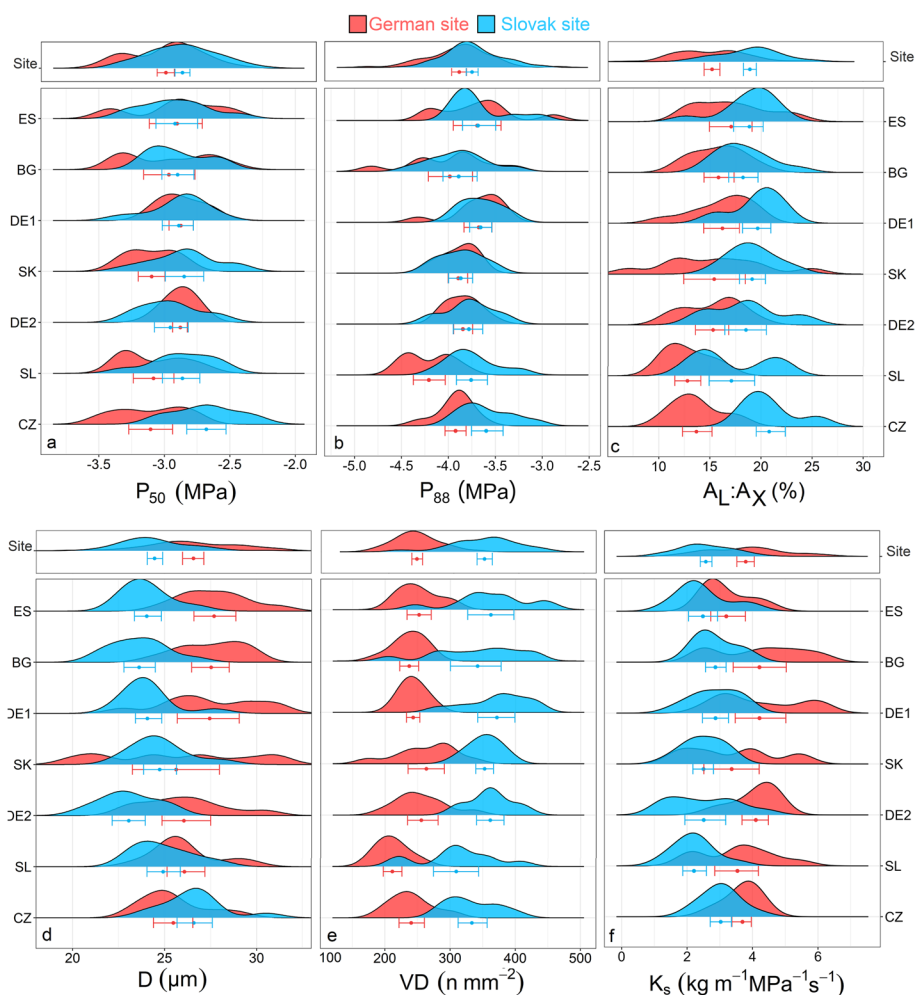 German site Slovak site
Site Site
ES ES
BG BG
DE1 DE1
SK SK
DE2 DE2
SL SL
CZ CZ
a b c
-3.5 -3.0 -2.5 -2.0 -5.0 -4.5 -4.0 -3.5 -3.0 -2.5 10 15 20 25 30
P50 (MPa) P88 (MPa) AL:AX (%)
Site Site
ES ES
BG BG
DE1 DE1
SK SK
DE2 DE2
SL SL
CZ CZ
d e f
20 25 30 100 200 300 400 500 0 2 4 6
D (µm) VD (n mm⁻²) Ks (kg m⁻¹MPa⁻¹s⁻¹)